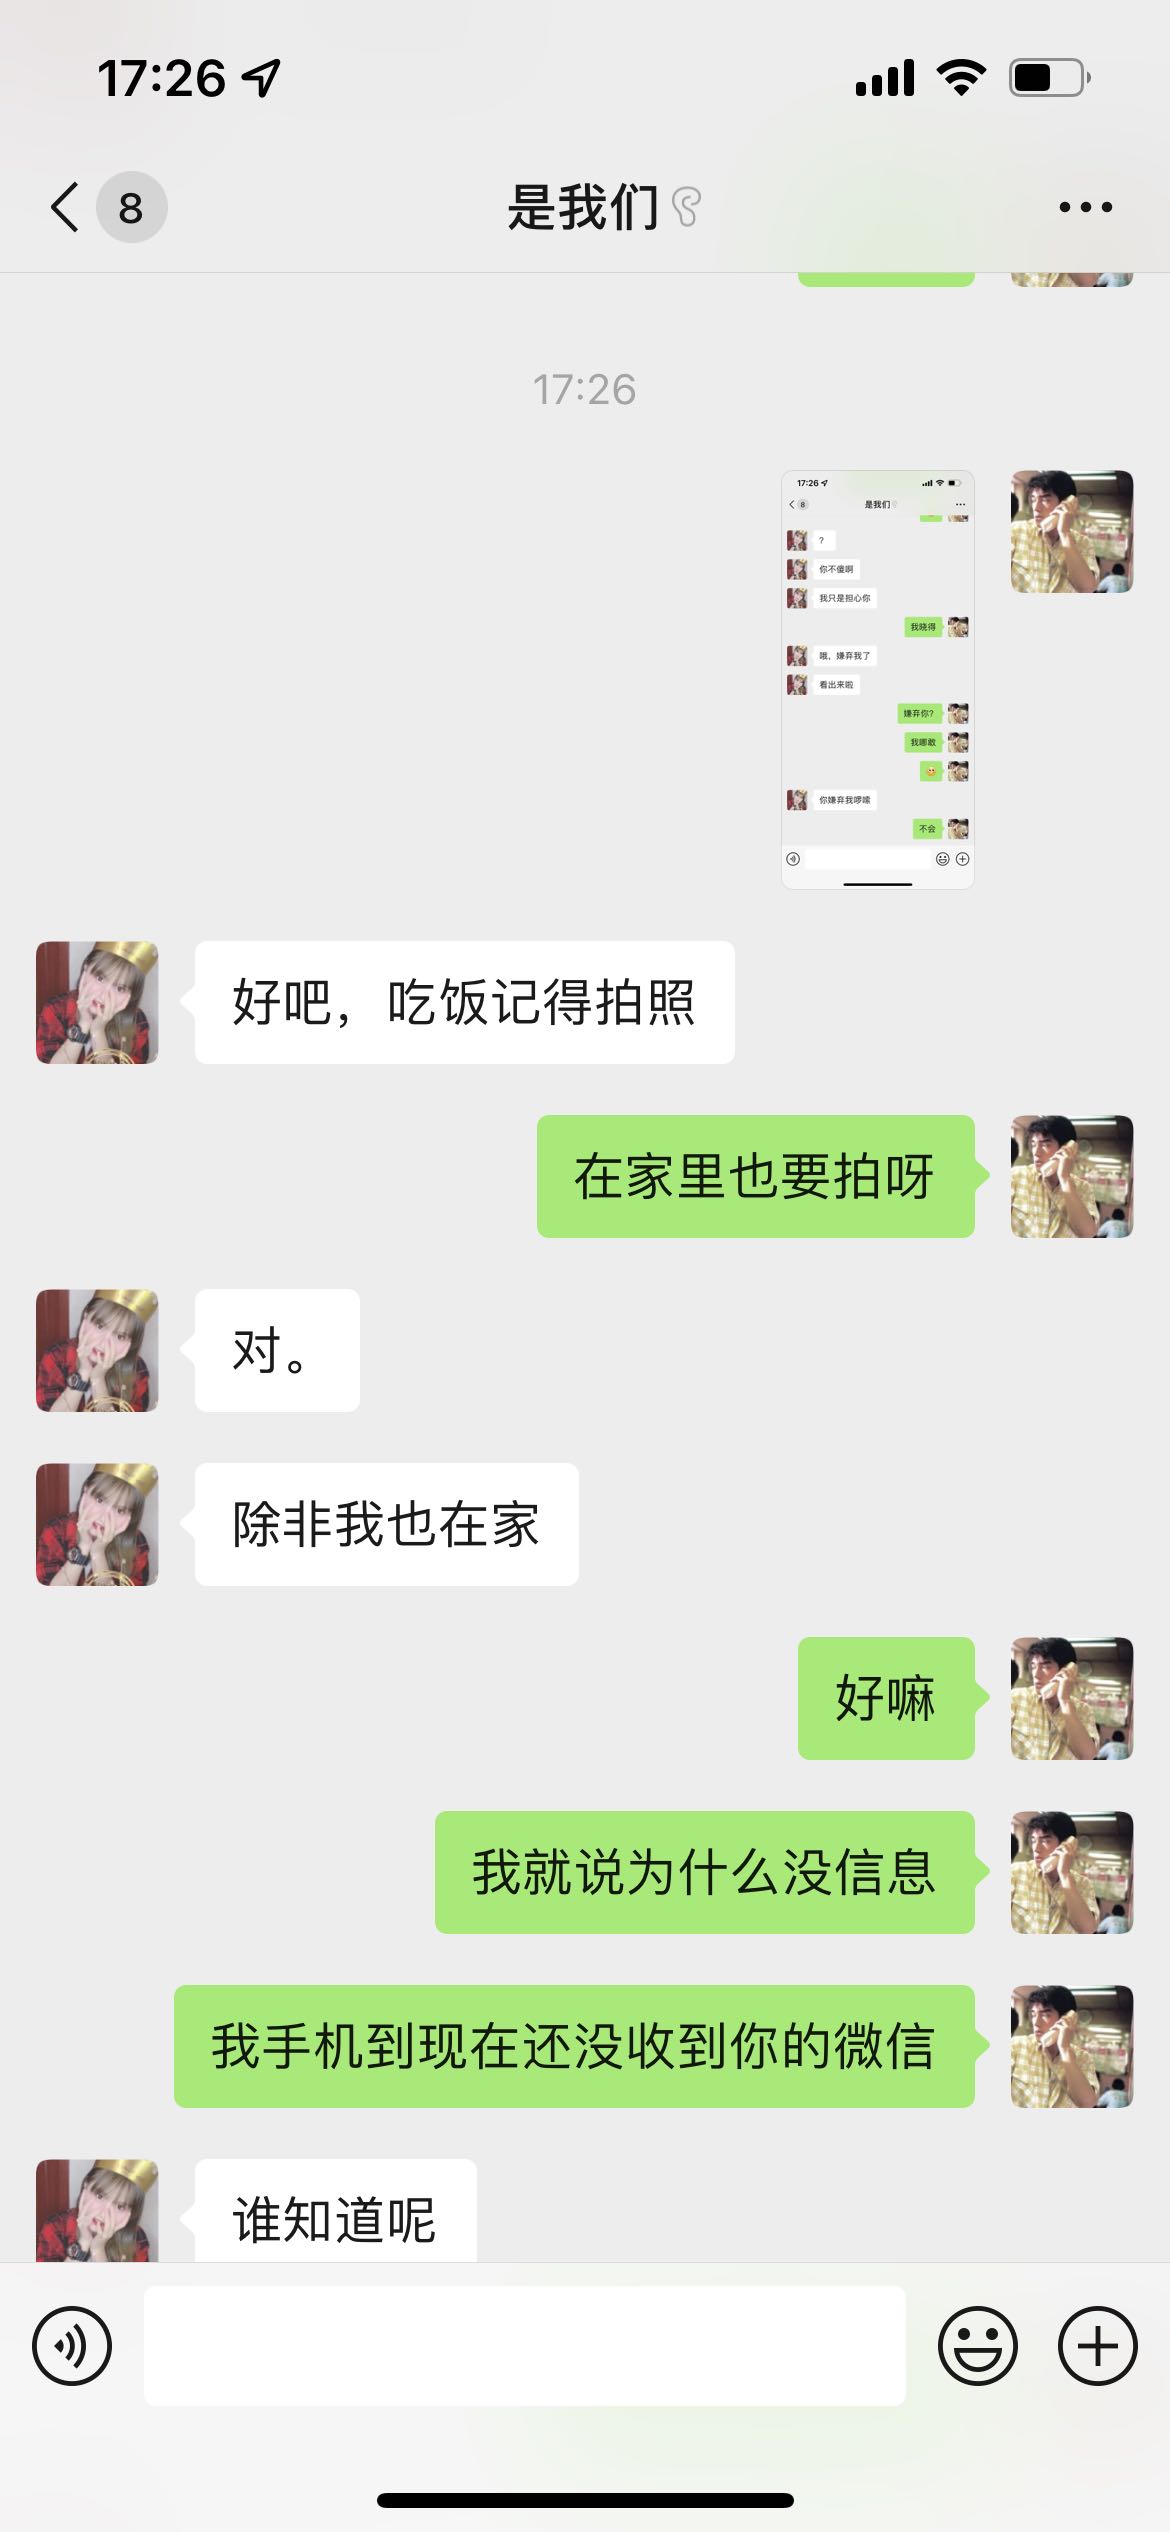 17:26
8
是我们
17:26
17:26
8
是我们
?
你不傻啊
我只是担心你
我晓得
哦，嫌弃我了
看出来啦
嫌弃你?
我哪敢
你嫌弃我啰嗦
不会
好吧，吃饭记得拍照
在家里也要拍呀
对。
除非我也在家
好嘛
我就说为什么没信息
我手机到现在还没收到你的微信
谁知道呢